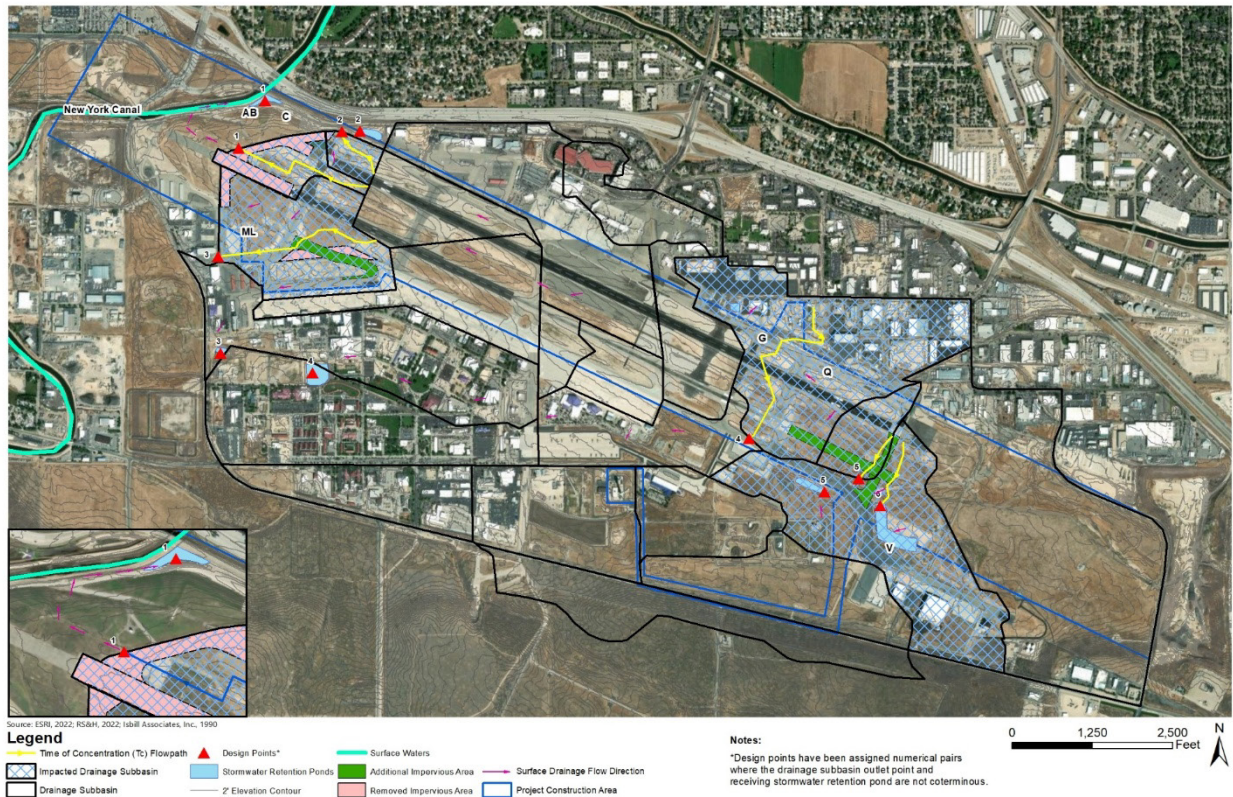 1
New York Canal
AB
C
1
2
2
ML
3
3
4
G
Q
4
5
5
6
V
1
1
Source: ESRI, 2022; RS&H, 2022; Isbill Associates, Inc., 1990
Legend
Time of Concentration (Tc) Flowpath
Design Points*
Surface Waters
Impacted Drainage Subbasin
Stormwater Retention Ponds
Additional Impervious Area
Surface Drainage Flow Direction
Drainage Subbasin
2' Elevation Contour
Removed Impervious Area
Project Construction Area
Notes:
*Design points have been assigned numerical pairs
where the drainage subbasin outlet point and
receiving stormwater retention pond are not coterminous.
0 1,250 2,500
Feet
N